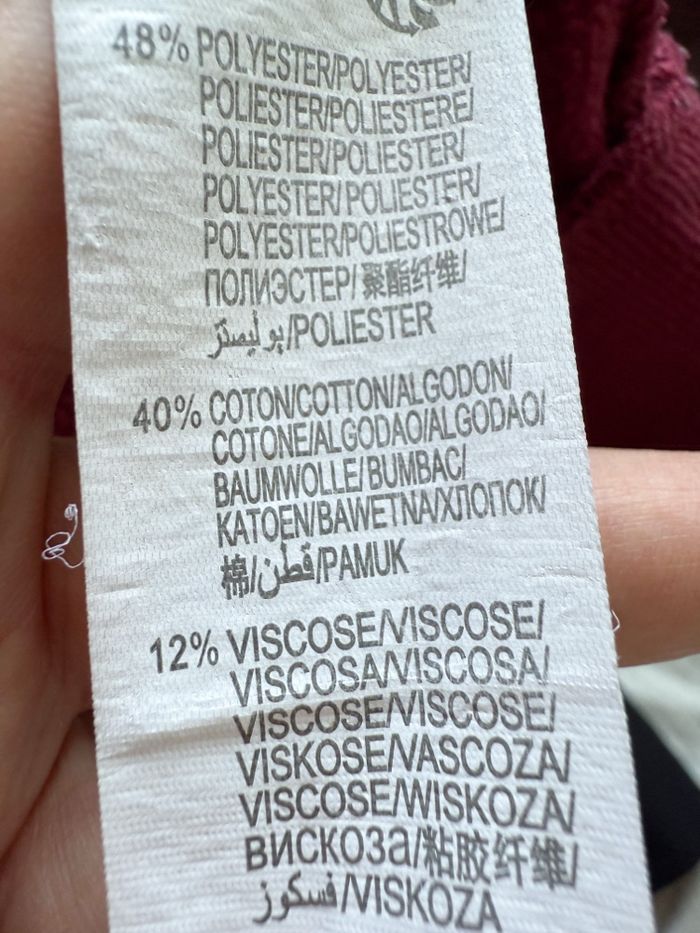 48% POLYESTER/POLYESTER/
POLIESTER/POLIESTERE/
POLIESTER/POLIESTER/
POLYESTER/POLIESTER/
POLYESTER/POLIESTROWE/
ПОЛИЭСТЕР/聚酯纤维/
بوليستر/POLIESTER
40% COTON/COTTON/ALGODON/
COTONE/ALGODAO/ALGODAO/
BAUMWOLLE/BUMBAC/
KATOEN/BAWETNA/ХЛОПОК/
棉/قطن/PAMUK
12% VISCOSE/VISCOSE/
VISCOSA/VISCOSA/
VISCOSE/VISCOSE/
VISKOSE/VASCOZA/
VISCOSE/WISKOZA/
ВИСКОЗа/粘胶纤维/
فسكوز/VISKOZA